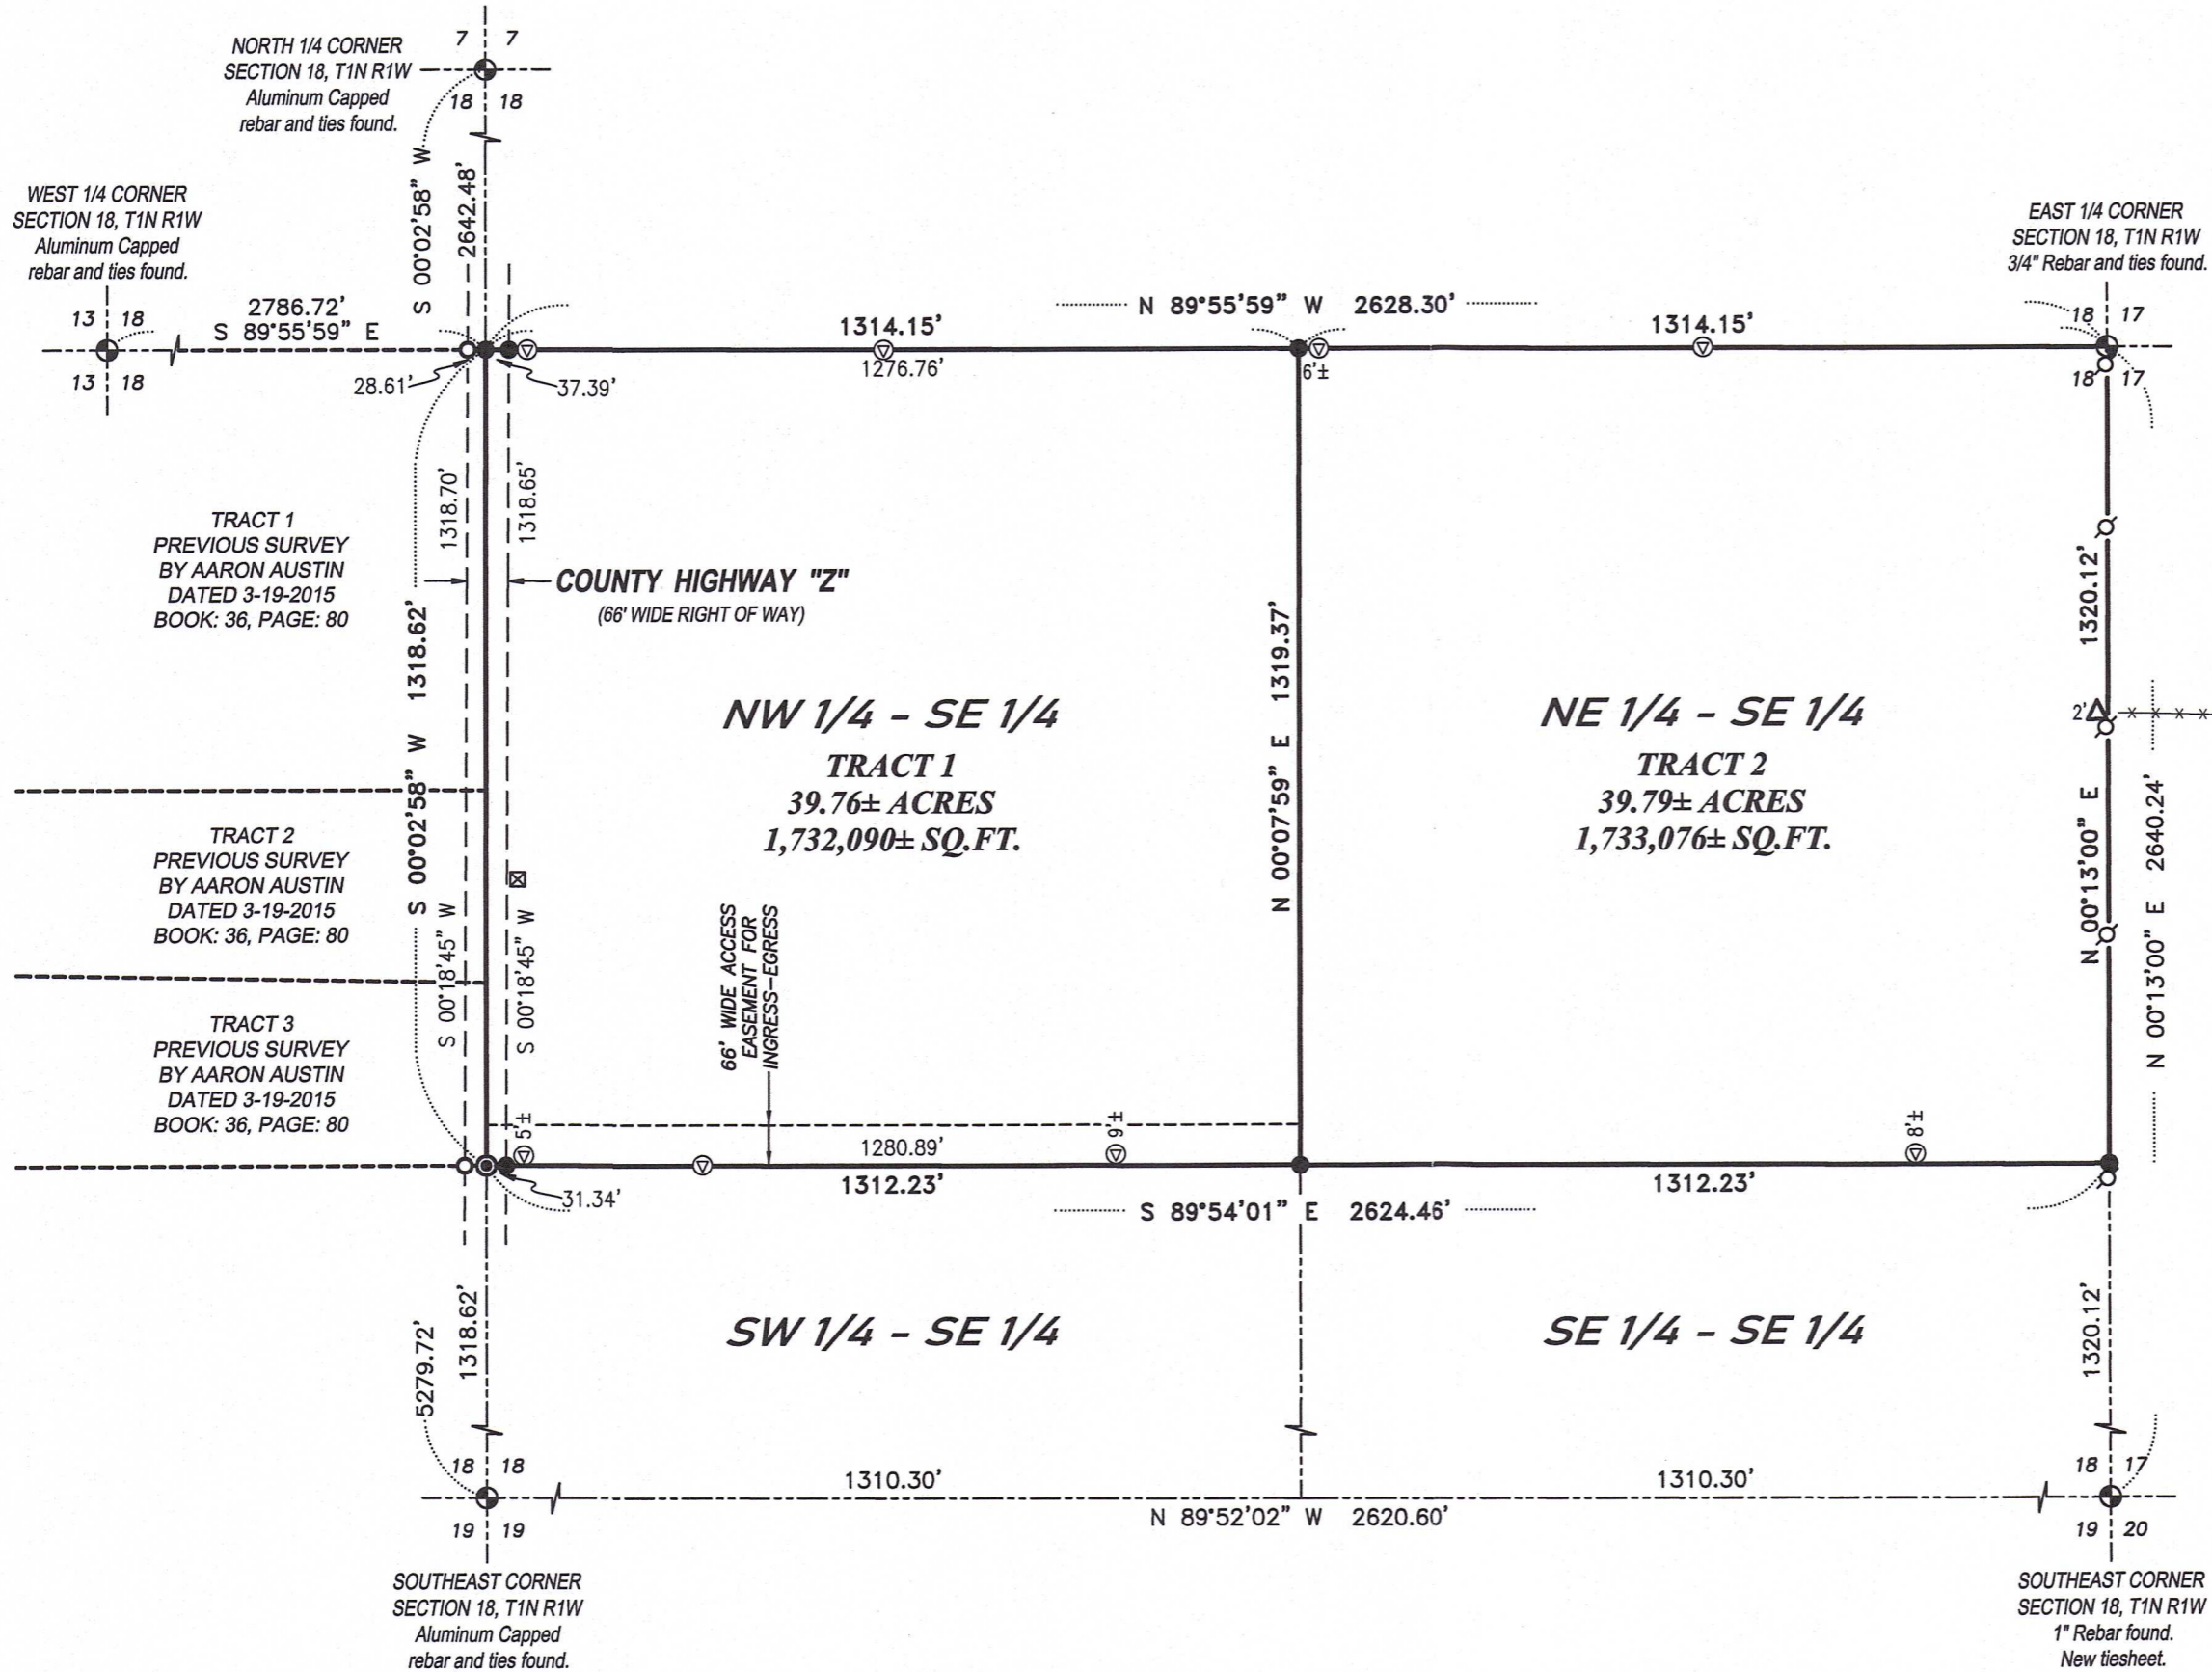 7 7
NORTH 1/4 CORNER
SECTION 18, T1N R1W
Aluminum Capped
rebar and ties found.
18 18
S 00°02'58" W
2642.48'
WEST 1/4 CORNER
SECTION 18, T1N R1W
Aluminum Capped
rebar and ties found.
13 18
13 18
2786.72'
S 89°55'59" E
28.61'
37.39'
1314.15'
1276.76'
N 89°55'59" W 2628.30'
6'±
1314.15'
EAST 1/4 CORNER
SECTION 18, T1N R1W
3/4" Rebar and ties found.
18 17
18 17
TRACT 1
PREVIOUS SURVEY
BY AARON AUSTIN
DATED 3-19-2015
BOOK: 36, PAGE: 80
TRACT 2
PREVIOUS SURVEY
BY AARON AUSTIN
DATED 3-19-2015
BOOK: 36, PAGE: 80
TRACT 3
PREVIOUS SURVEY
BY AARON AUSTIN
DATED 3-19-2015
BOOK: 36, PAGE: 80
S 00°02'58" W 1318.62'
1318.70'
S 00°18'45" W
1318.65'
S 00°18'45" W
COUNTY HIGHWAY "Z"
(66' WIDE RIGHT OF WAY)
NW 1/4 - SE 1/4
TRACT 1
39.76± ACRES
1,732,090± SQ.FT.
66' WIDE ACCESS
EASEMENT FOR
INGRESS-EGRESS
N 00°07'59" E 1319.37'
NE 1/4 - SE 1/4
TRACT 2
39.79± ACRES
1,733,076± SQ.FT.
1320.12'
2'
x x x x
N 00°13'00" E
N 00°13'00" E 2640.24'
5'±
1280.89'
9'±
8'±
31.34'
1312.23'
S 89°54'01" E 2624.46'
1312.23'
1318.62'
5279.72'
SW 1/4 - SE 1/4
SE 1/4 - SE 1/4
1320.12'
18 18
19 19
1310.30'
N 89°52'02" W 2620.60'
1310.30'
18 17
19 20
SOUTHEAST CORNER
SECTION 18, T1N R1W
Aluminum Capped
rebar and ties found.
SOUTHEAST CORNER
SECTION 18, T1N R1W
1" Rebar found.
New tiesheet.